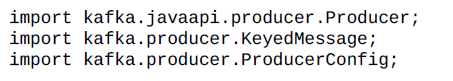 import kafka.javaapi.producer.Producer;
import kafka.producer.KeyedMessage;
import kafka.producer.ProducerConfig;